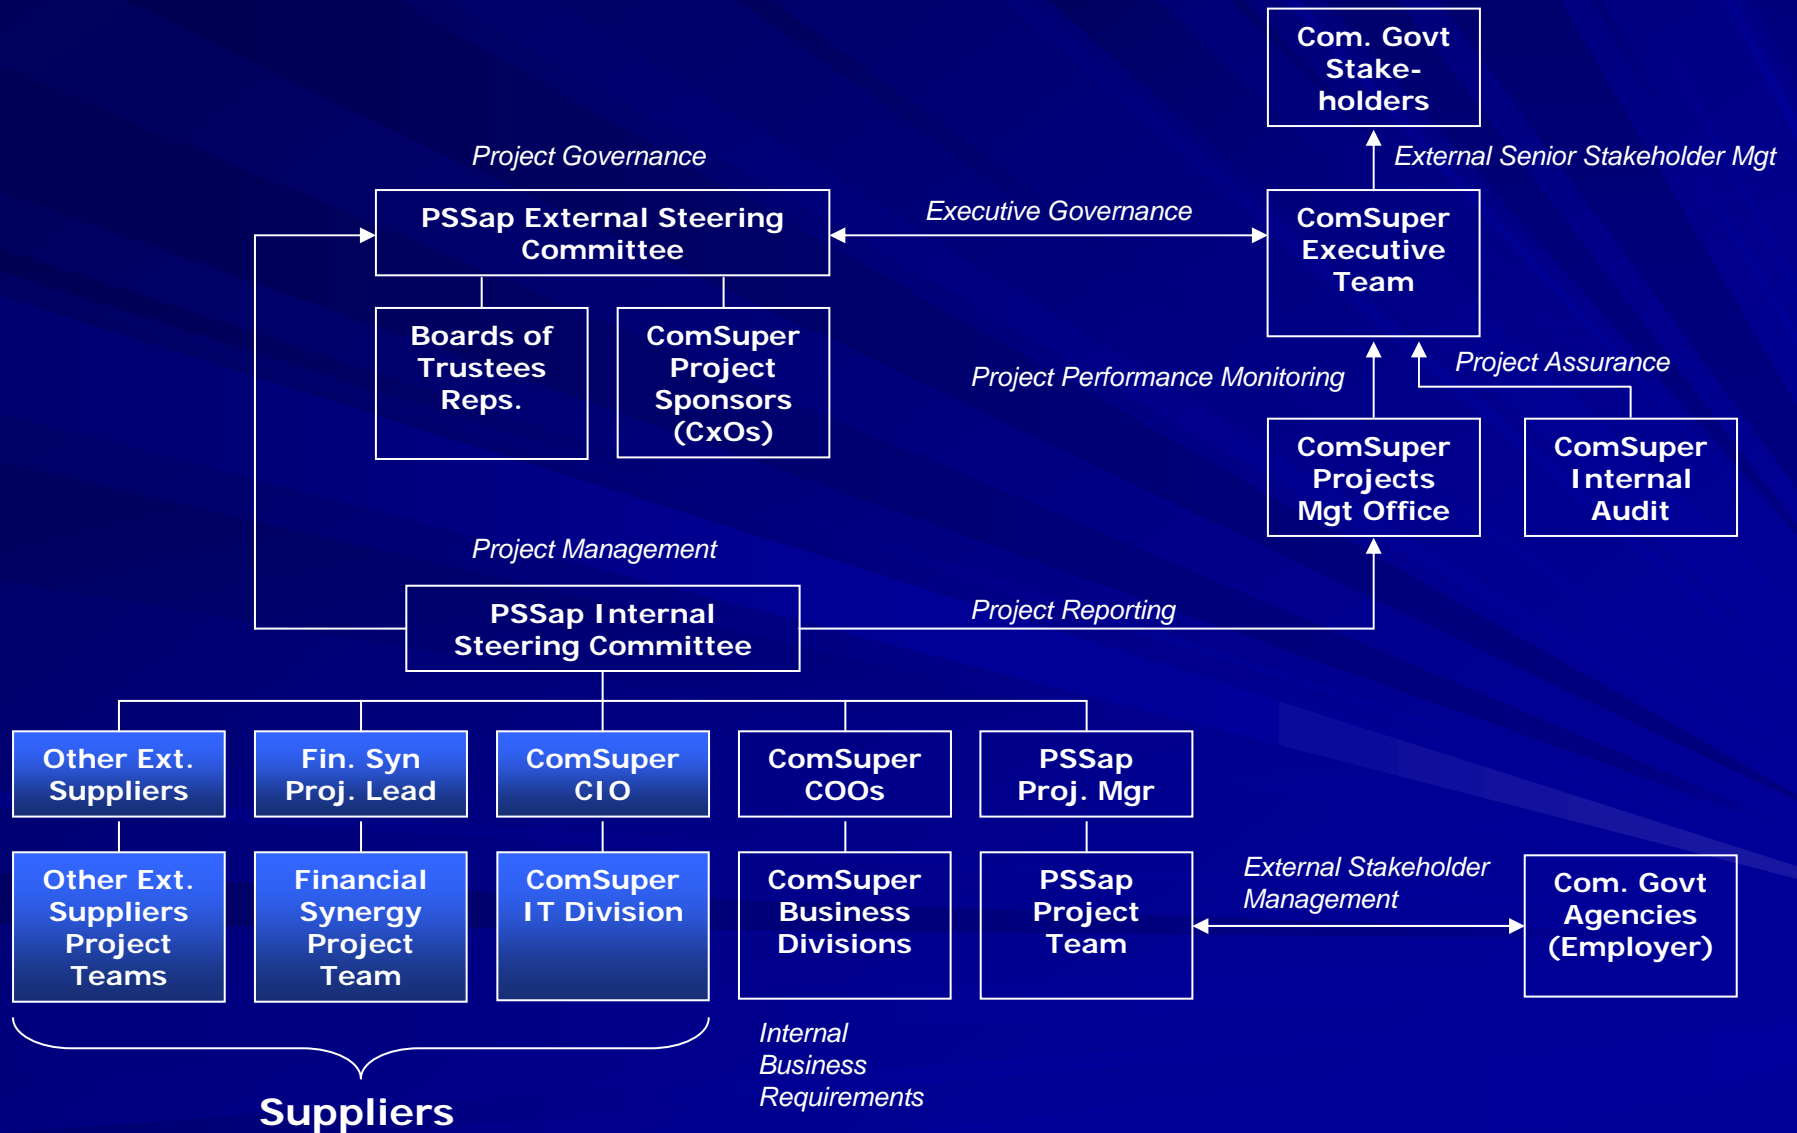 Com. Govt
Stake-
holders
Project Governance
External Senior Stakeholder Mgt
PSSap External Steering
Committee
Executive Governance
ComSuper
Executive
Team
Boards of
Trustees
Reps.
ComSuper
Project
Sponsors
(CxOs)
Project Performance Monitoring
Project Assurance
ComSuper
Projects
Mgt Office
ComSuper
Internal
Audit
Project Management
PSSap Internal
Steering Committee
Project Reporting
Other Ext.
Suppliers
Fin. Syn
Proj. Lead
ComSuper
CIO
ComSuper
COOs
PSSap
Proj. Mgr
Other Ext.
Suppliers
Project
Teams
Financial
Synergy
Project
Team
ComSuper
IT Division
ComSuper
Business
Divisions
PSSap
Project
Team
External Stakeholder
Management
Com. Govt
Agencies
(Employer)
Internal
Business
Requirements
Suppliers